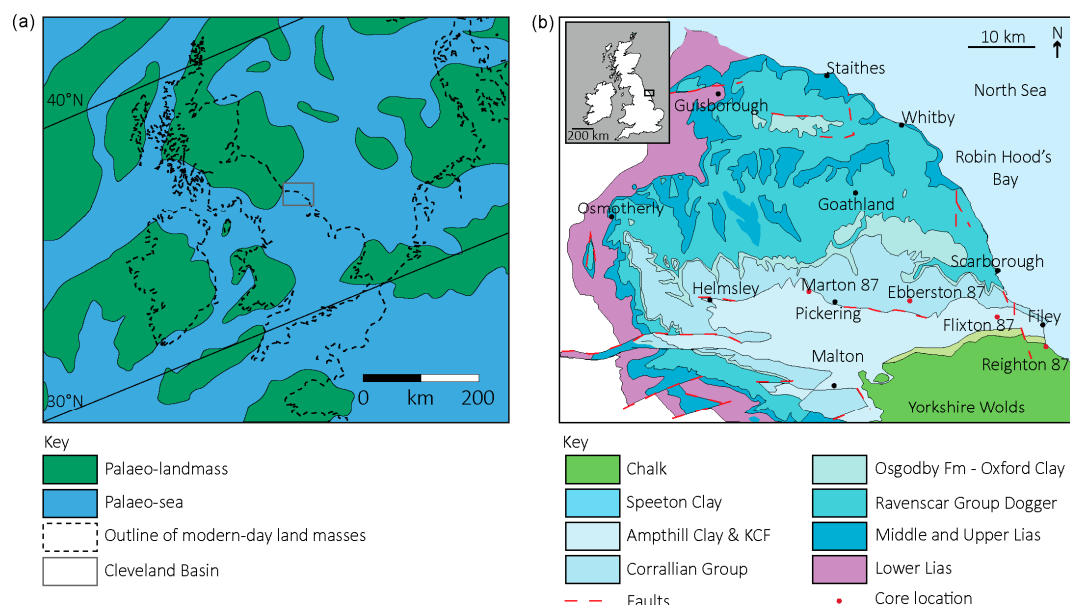 (a)
40°N
30°N
0 km 200
Key
Palaeo-landmass
Palaeo-sea
Outline of modern-day land masses
Cleveland Basin
(b)
10 km
N
200 km
Staithes
North Sea
Guisborough
Whitby
Robin Hood's
Bay
Goathland
Osmotherly
Scarborough
Helmsley
Marton 87
Ebberston 87
Pickering
Flixton 87
Filey
Malton
Reighton 87
Yorkshire Wolds
Key
Chalk
Speeton Clay
Ampthill Clay & KCF
Corrallian Group
Faults
Osgodby Fm - Oxford Clay
Ravenscar Group Dogger
Middle and Upper Lias
Lower Lias
Core location